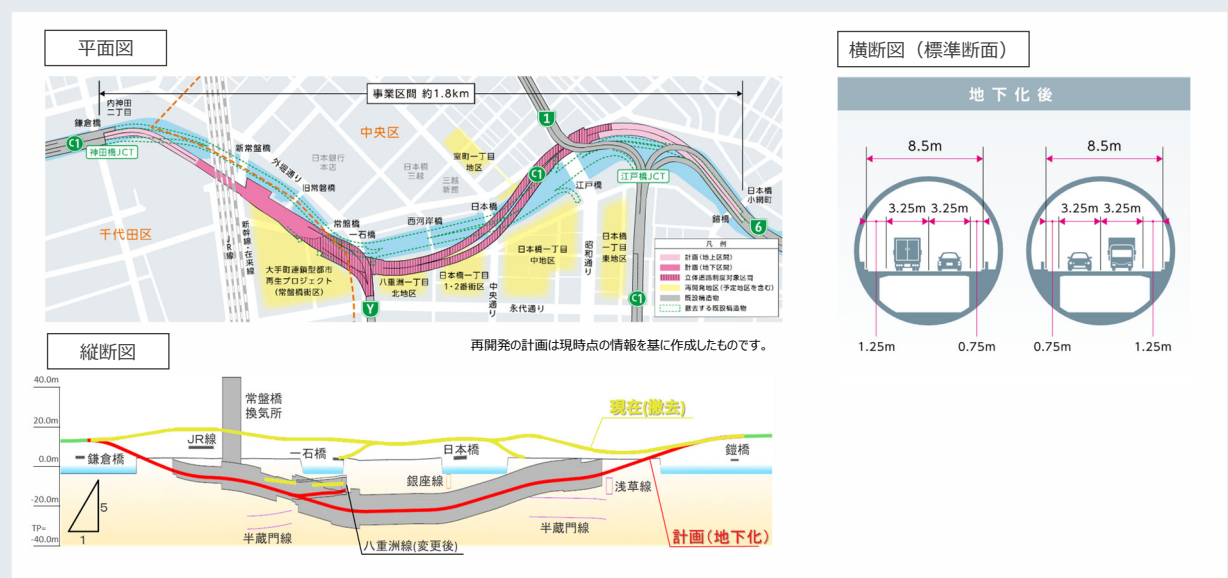 平面図
事業区間 約1.8km
内神田
二丁目
鎌倉橋
C1
神田橋JCT
新常盤橋
外堀通り
旧常磐橋
日本銀行
本店
中央区
日本橋
三越
三越
新館
室町一丁目
地区
1
C1
江戸橋JCT
江戸橋
日本橋
小網町
鎧橋
6
千代田区
JR線
新幹線・在来線
常盤橋
一石橋
西河岸橋
日本橋
大手町連鎖型都市
再生プロジェクト
(常盤橋街区)
八重洲一丁目
北地区
日本橋一丁目
1・2番街区
中央通り
日本橋一丁目
中地区
昭和通り
日本橋
一丁目
東地区
Y
永代通り
C1
凡 例
計画(地上区間)
計画(地下区間)
立体道路制度対象区間
再開発地区(予定地区を含む)
既設構造物
撤去する既設構造物
再開発の計画は現時点の情報を基に作成したものです。
横断図(標準断面)
地下化後
8.5m
8.5m
3.25m 3.25m
3.25m 3.25m
1.25m
0.75m
0.75m
1.25m
縦断図
40.0m
20.0m
0.0m
-20.0m
TP=
-40.0m
常盤橋
換気所
JR線
鎌倉橋
一石橋
日本橋
鎧橋
現在(撤去)
銀座線
浅草線
半蔵門線
半蔵門線
八重洲線(変更後)
計画(地下化)
5
1